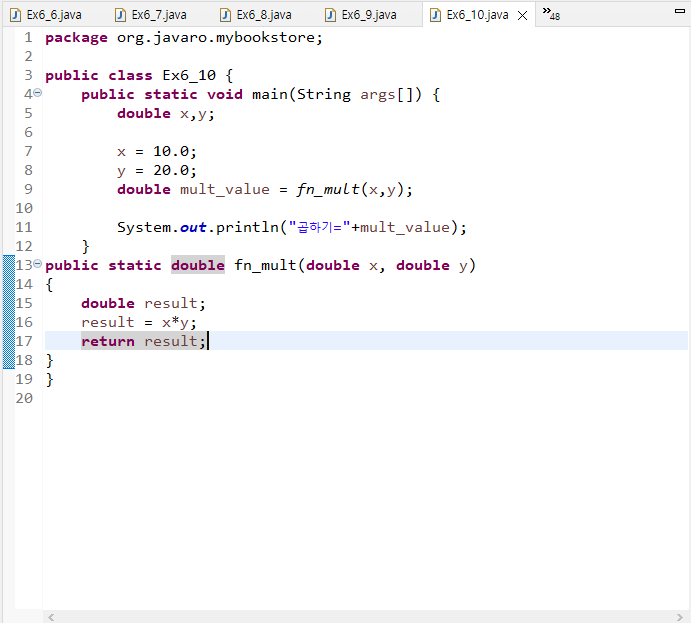 Ex6_6.java Ex6_7.java Ex6_8.java Ex6_9.java Ex6_10.java »48
1 package org.javaro.mybookstore;
2
3 public class Ex6_10 {
4     public static void main(String args[]) {
5         double x,y;
6
7         x = 10.0;
8         y = 20.0;
9         double mult_value = fn_mult(x,y);
10
11         System.out.println("곱하기="+mult_value);
12     }
13 public static double fn_mult(double x, double y)
14 {
15     double result;
16     result = x*y;
17     return result;
18 }
19 }
20